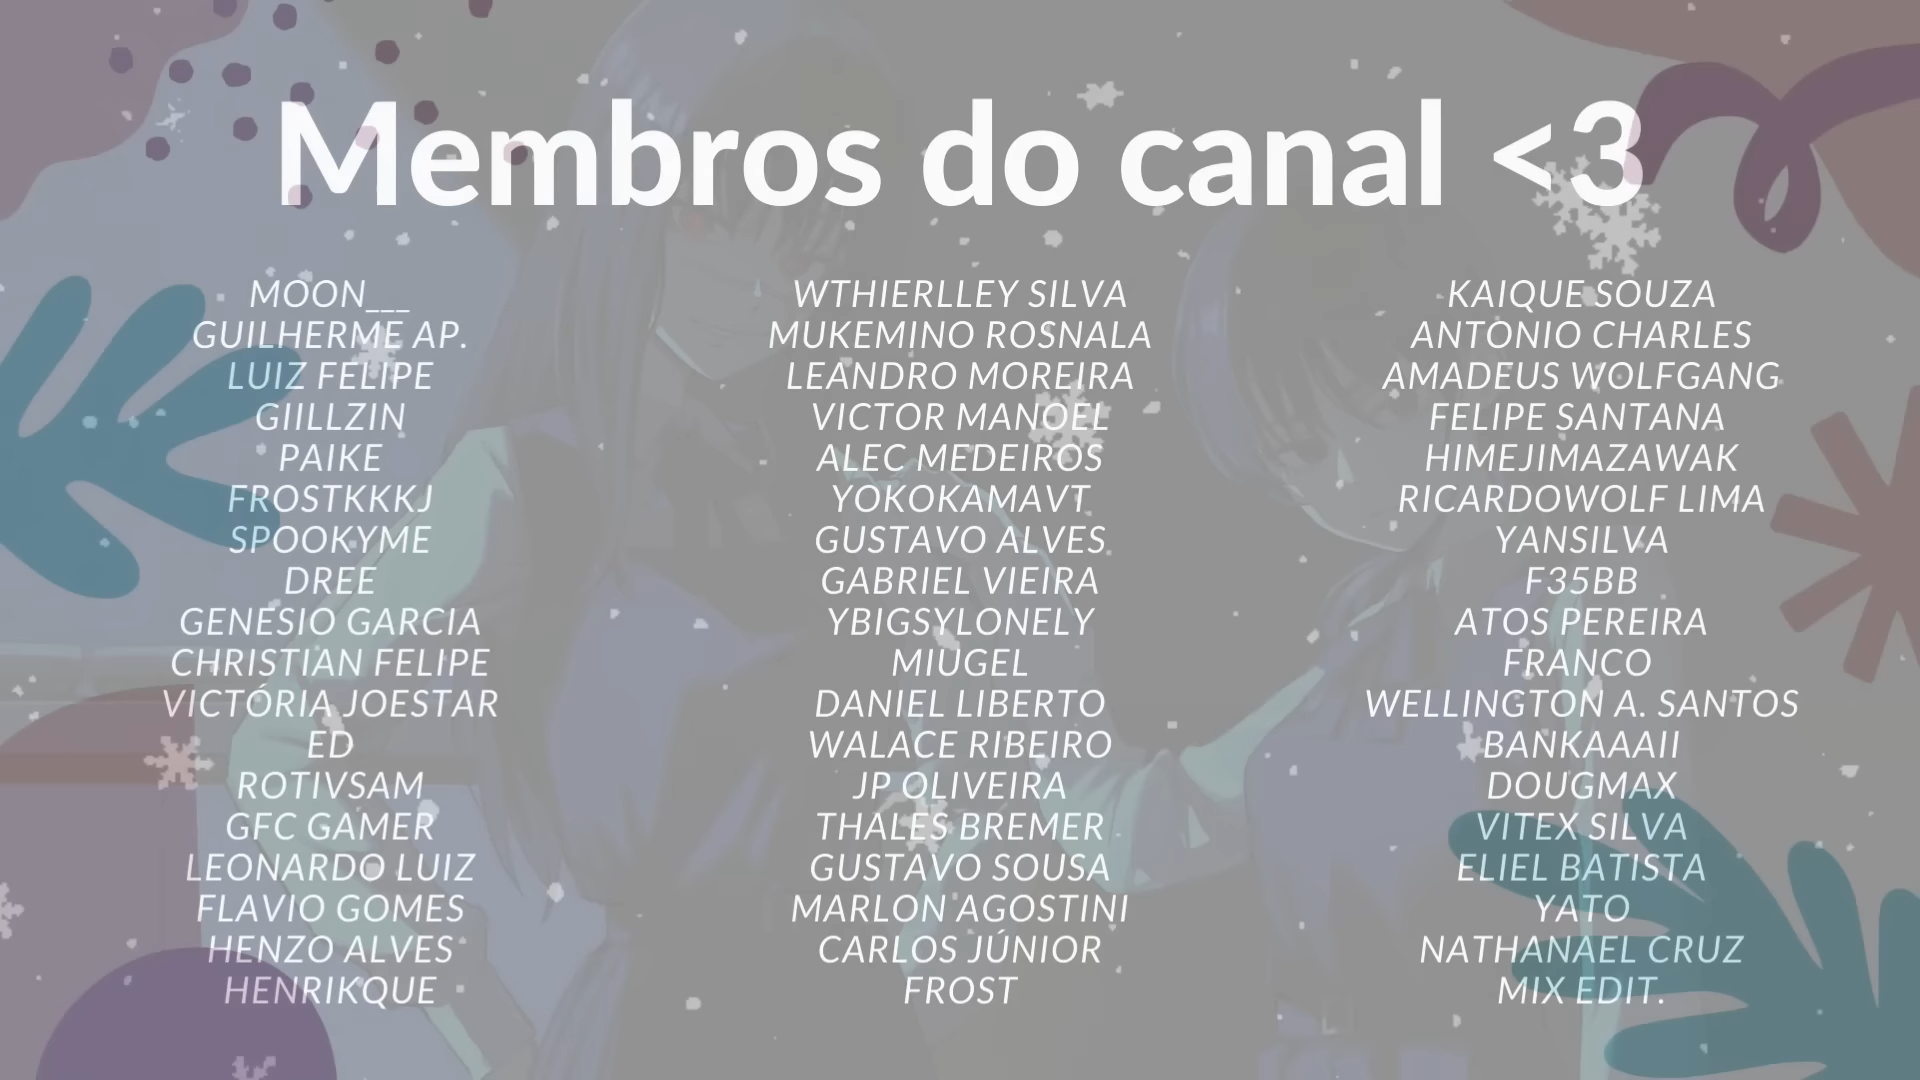 Membros do canal <3
MOON___
GUILHERME AP.
LUIZ FELIPE
GIILLZIN
PAIKE
FROSTKKKJ
SPOOKYME
DREE
GENESIO GARCIA
CHRISTIAN FELIPE
VICTÓRIA JOESTAR
ED
ROTIVSAM
GFC GAMER
LEONARDO LUIZ
FLAVIO GOMES
HENZO ALVES
HENRIKQUE
WTHIERLLEY SILVA
MUKEMINO ROSNALA
LEANDRO MOREIRA
VICTOR MANOEL
ALEC MEDEIROS
YOKOKAMAVT
GUSTAVO ALVES
GABRIEL VIEIRA
YBIGSYLONELY
MIUGEL
DANIEL LIBERTO
WALACE RIBEIRO
JP OLIVEIRA
THALES BREMER
GUSTAVO SOUSA
MARLON AGOSTINI
CARLOS JÚNIOR
FROST
KAIQUE SOUZA
ANTONIO CHARLES
AMADEUS WOLFGANG
FELIPE SANTANA
HIMEJIMAZAWAK
RICARDOWOLF LIMA
YANSILVA
F35BB
ATOS PEREIRA
FRANCO
WELLINGTON A. SANTOS
BANKAAAII
DOUGMAX
VITEX SILVA
ELIEL BATISTA
YATO
NATHANAEL CRUZ
MIX EDIT.